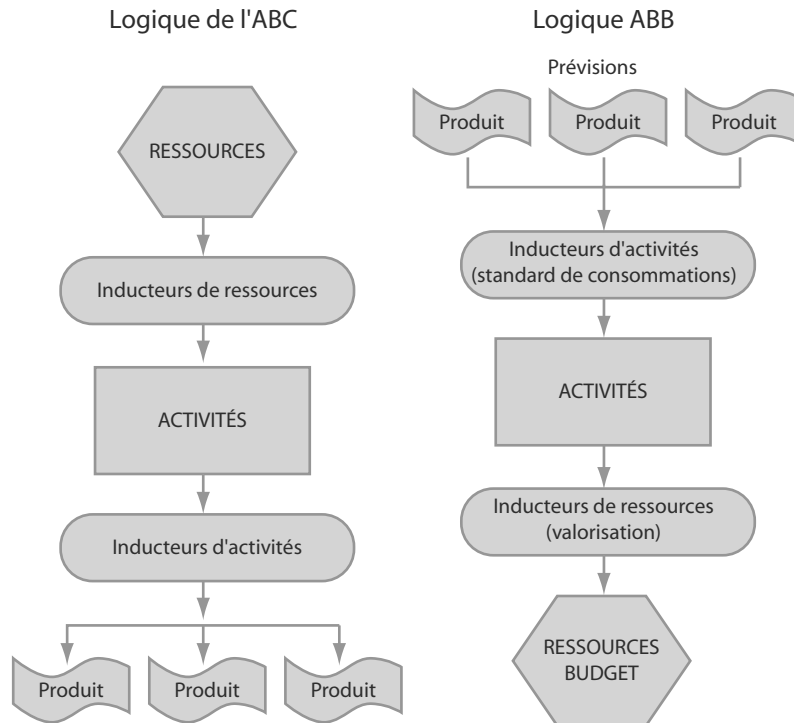 Logique de l'ABC
RESSOURCES
Inducteurs de ressources
ACTIVITÉS
Inducteurs d'activités
Produit
Produit
Produit
Logique ABB
Prévisions
Produit
Produit
Produit
Inducteurs d'activités
(standard de consommations)
ACTIVITÉS
Inducteurs de ressources
(valorisation)
RESSOURCES
BUDGET